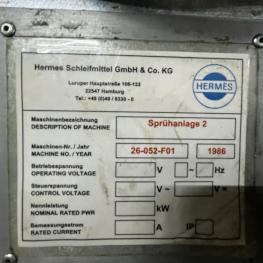 Hermes Schleifmittel GmbH & Co. KG
Luruper Hauptstraße 106-122
22547 Hamburg
Tel.: +49 (0)40 / 8330 - 0
HERMES
Maschinenbezeichnung
DESCRIPTION OF MACHINE
Sprühanlage 2
Maschinen-Nr. / Jahr
MACHINE NO. / YEAR
26-052-F01
1986
Betriebsspannung
OPERATING VOLTAGE
V ~ Hz
Steuerspannung
CONTROL VOLTAGE
V ~ V =
Nennleistung
NOMINAL RATED PWR
kW
Bemessungsstrom
RATED CURRENT
A IP